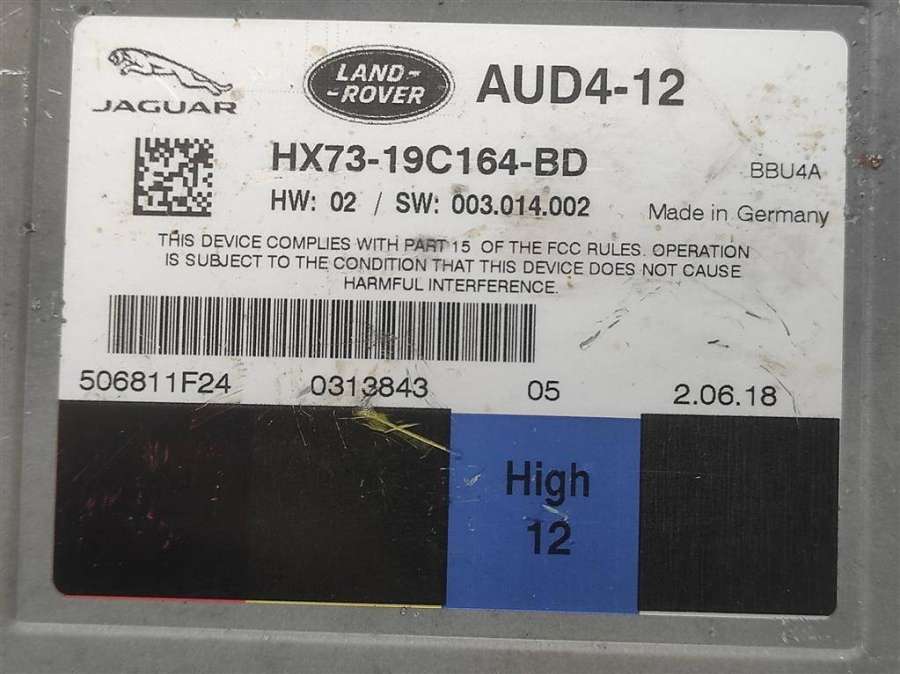 JAGUAR
LAND-
-ROVER
AUD4-12
HX73-19C164-BD
BBU4A
HW: 02 / SW: 003.014.002
Made in Germany
THIS DEVICE COMPLIES WITH PART 15 OF THE FCC RULES. OPERATION
IS SUBJECT TO THE CONDITION THAT THIS DEVICE DOES NOT CAUSE
HARMFUL INTERFERENCE.
506811F24 0313843 05 2.06.18
High
12